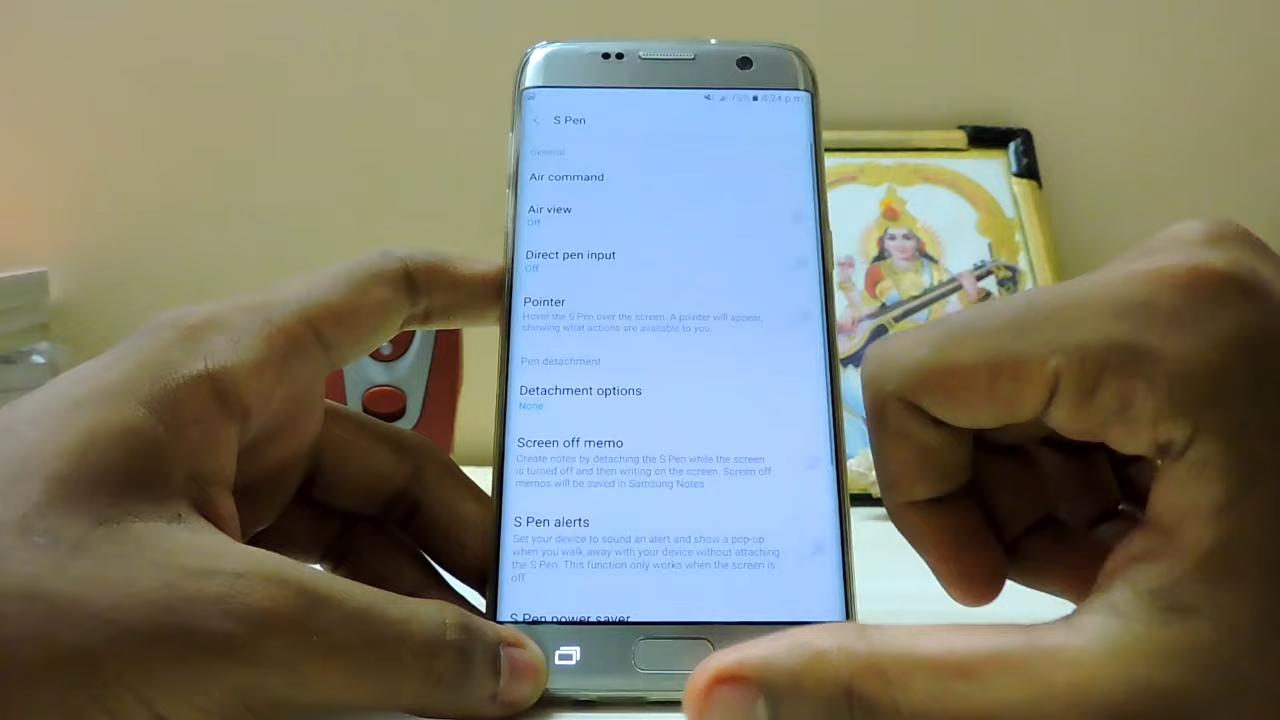 75% 8:24 p.m
S Pen
General
Air command
Air view
Off
Direct pen input
Off
Pointer
Hover the S Pen over the screen. A pointer will appear,
showing what actions are available to you.
Pen detachment
Detachment options
None
Screen off memo
Create notes by detaching the S Pen while the screen
is turned off and then writing on the screen. Screen off
memos will be saved in Samsung Notes
S Pen alerts
Set your device to sound an alert and show a pop-up
when you walk away with your device without attaching
the S Pen. This function only works when the screen is
off
S Pen power saver